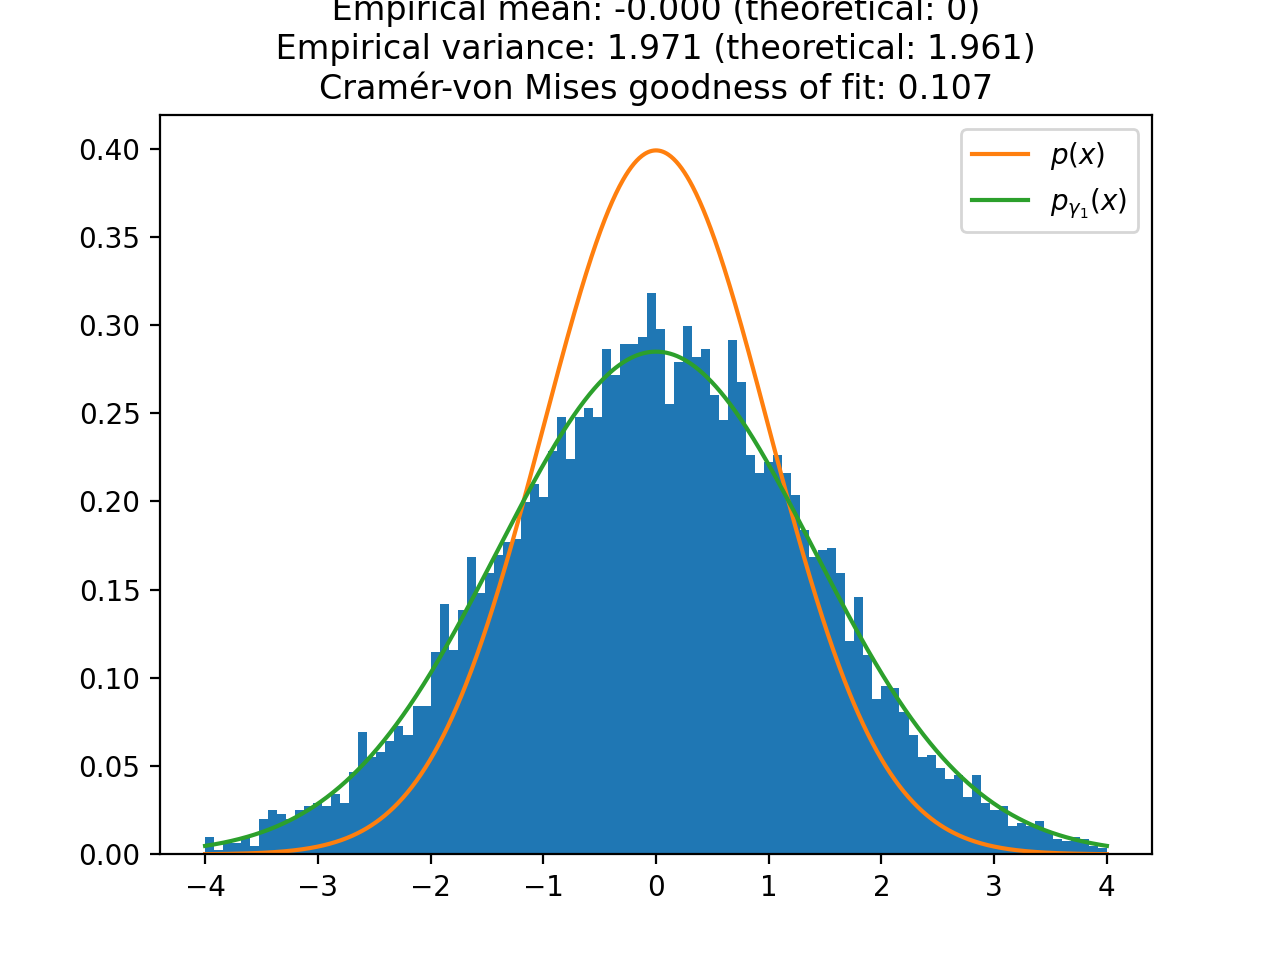 Empirical mean: -0.000 (theoretical: 0)
Empirical variance: 1.971 (theoretical: 1.961)
Cramér-von Mises goodness of fit: 0.107
p(x)
pγ₁(x)
0.40
0.35
0.30
0.25
0.20
0.15
0.10
0.05
0.00
−4 −3 −2 −1 0 1 2 3 4